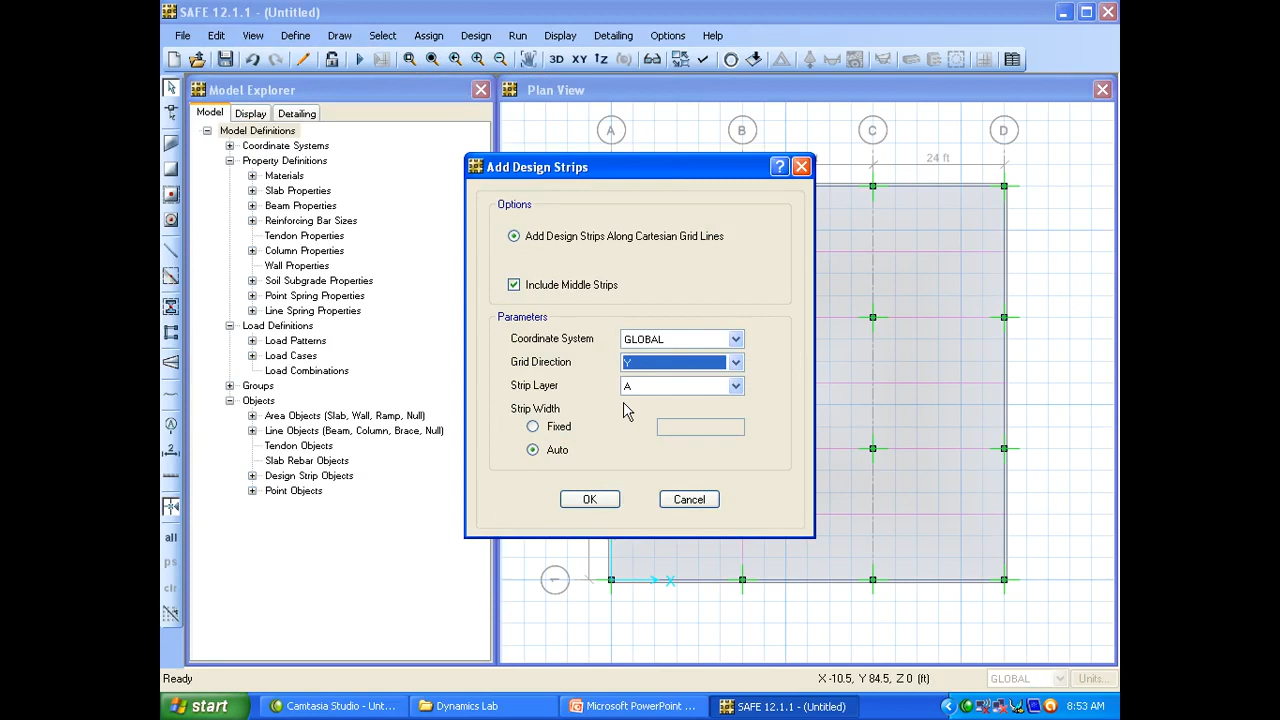 SAFE 12.1.1 - (Untitled)
File Edit View Define Draw Select Assign Design Run Display Detailing Options Help
3D XY
Model Explorer
Plan View
Model Display Detailing
Model Definitions
Coordinate Systems
Property Definitions
Materials
Slab Properties
Beam Properties
Reinforcing Bar Sizes
Tendon Properties
Column Properties
Wall Properties
Soil Subgrade Properties
Point Spring Properties
Line Spring Properties
Load Definitions
Load Patterns
Load Cases
Load Combinations
Groups
Objects
Area Objects (Slab, Wall, Ramp, Null)
Line Objects (Beam, Column, Brace, Null)
Tendon Objects
Slab Rebar Objects
Design Strip Objects
Point Objects
all
ps
clr
A B C D
24 ft
Add Design Strips
Options
Add Design Strips Along Cartesian Grid Lines
Include Middle Strips
Parameters
Coordinate System GLOBAL
Grid Direction Y
Strip Layer A
Strip Width
Fixed
Auto
OK Cancel
1
X
Ready
X -10.5, Y 84.5, Z 0 (ft)
GLOBAL
Units...
start
Camtasia Studio - Unt...
Dynamics Lab
Microsoft PowerPoint ...
SAFE 12.1.1 - (Untitled)
8:53 AM